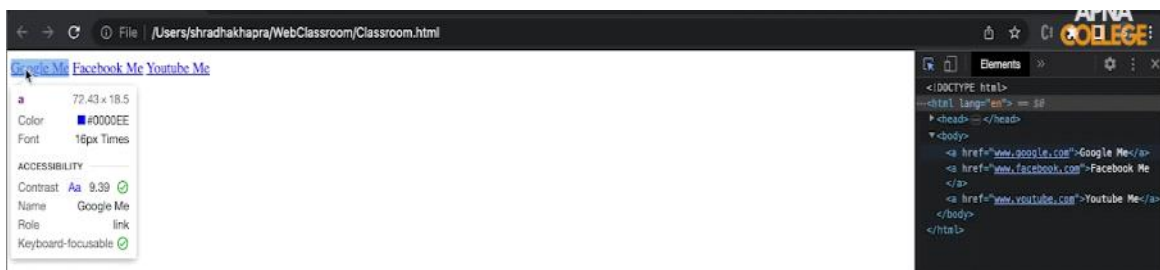 File | /Users/shradhakhapra/WebClassroom/Classroom.html
APNA
COLLEGE
Google Me Facebook Me Youtube Me
a 72.43 × 18.5
Color #0000EE
Font 16px Times
ACCESSIBILITY
Contrast Aa 9.39
Name Google Me
Role link
Keyboard-focusable
Elements »
<!DOCTYPE html>
<html lang="en"> == $0
<head> </head>
<body>
<a href="www.google.com">Google Me</a>
<a href="www.facebook.com">Facebook Me
</a>
<a href="www.youtube.com">Youtube Me</a>
</body>
</html>